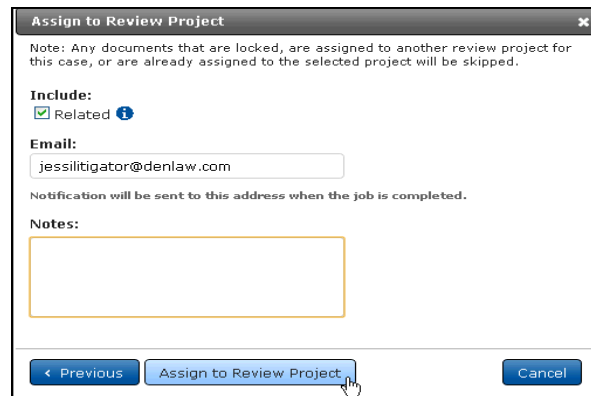 Assign to Review Project
Note: Any documents that are locked, are assigned to another review project for
this case, or are already assigned to the selected project will be skipped.
Include:
Related
Email:
jessilitigator@denlaw.com
Notification will be sent to this address when the job is completed.
Notes:
Previous Assign to Review Project Cancel